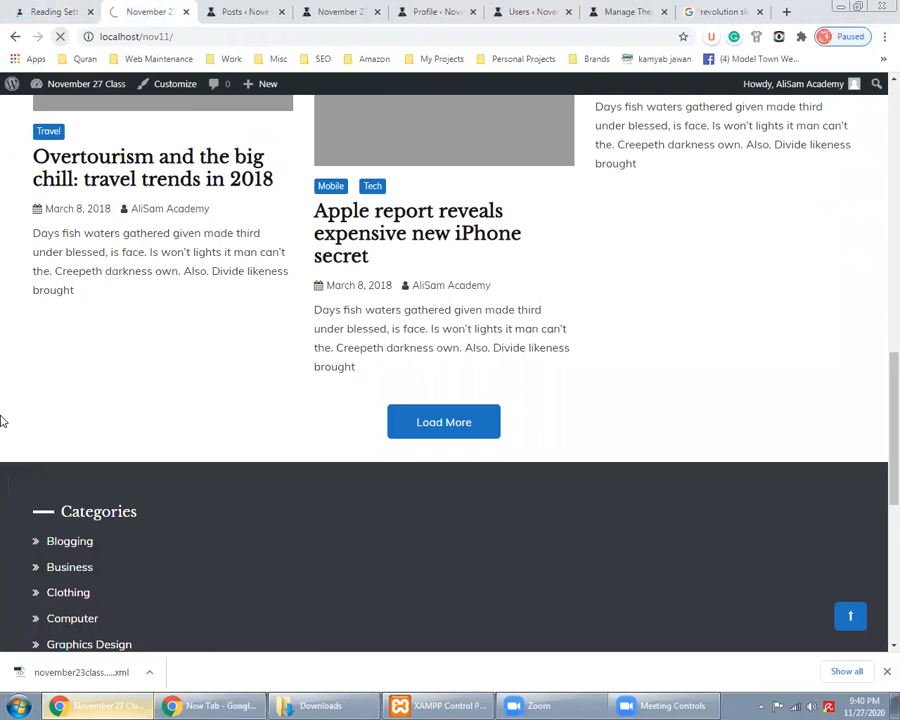 Reading Sett
November 27
Posts ‹ Nove
November 27
Profile ‹ Nov
Users ‹ Nove
Manage The
revolution sli
localhost/nov11/
Paused
Apps
Quran
Web Maintenance
Work
Misc
SEO
Amazon
My Projects
Personal Projects
Brands
kamyab jawan
(4) Model Town We...
November 27 Class
Customize
0
New
Howdy, AliSam Academy
Travel
Overtourism and the big
chill: travel trends in 2018
March 8, 2018
AliSam Academy
Days fish waters gathered given made third
under blessed, is face. Is won't lights it man can't
the. Creepeth darkness own. Also. Divide likeness
brought
Mobile
Tech
Apple report reveals
expensive new iPhone
secret
March 8, 2018
AliSam Academy
Days fish waters gathered given made third
under blessed, is face. Is won't lights it man can't
the. Creepeth darkness own. Also. Divide likeness
brought
Days fish waters gathered given made third
under blessed, is face. Is won't lights it man can't
the. Creepeth darkness own. Also. Divide likeness
brought
Load More
Categories
Blogging
Business
Clothing
Computer
Graphics Design
november23class.....xml
Show all
November 27 Cla...
New Tab - Googl...
Downloads
XAMPP Control P...
Zoom
Meeting Controls
9:40 PM
11/27/2020